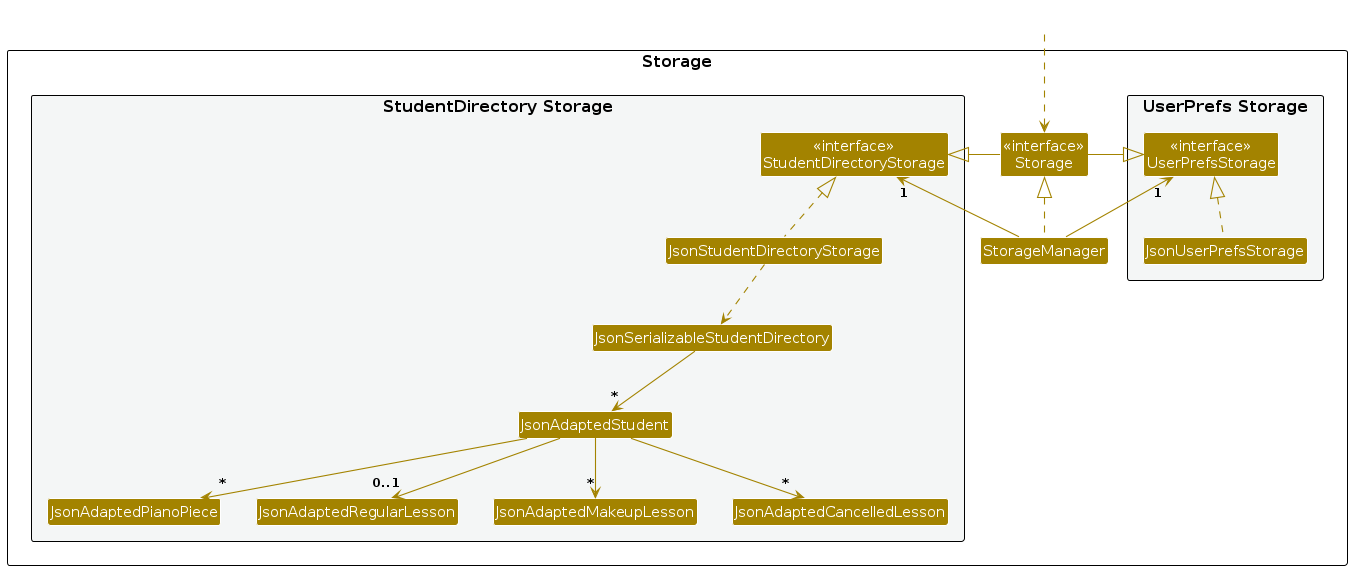 Storage
StudentDirectory Storage
UserPrefs Storage
«interface»
StudentDirectoryStorage
«interface»
Storage
«interface»
UserPrefsStorage
1
1
JsonStudentDirectoryStorage
StorageManager
JsonUserPrefsStorage
JsonSerializableStudentDirectory
*
JsonAdaptedStudent
*
0..1
*
*
JsonAdaptedPianoPiece
JsonAdaptedRegularLesson
JsonAdaptedMakeupLesson
JsonAdaptedCancelledLesson